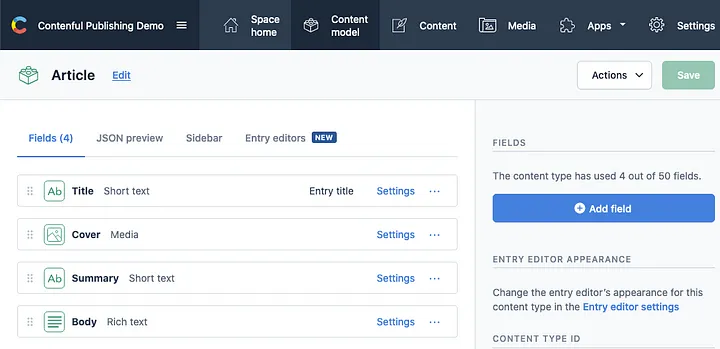 Contenful Publishing Demo
Space home
Content model
Content
Media
Apps
Settings
Article Edit
Actions
Save
Fields (4) JSON preview Sidebar Entry editors NEW
Ab Title Short text Entry title Settings ...
Cover Media Settings ...
Ab Summary Short text Settings ...
Body Rich text Settings ...
FIELDS
The content type has used 4 out of 50 fields.
Add field
ENTRY EDITOR APPEARANCE
Change the entry editor's appearance for this
content type in the Entry editor settings
CONTENT TYPE ID